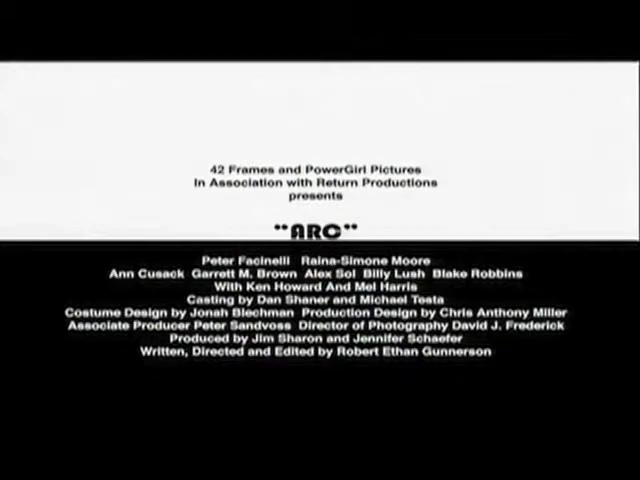 42 Frames and PowerGirl Pictures
In Association with Return Productions
presents
"ARC"
Peter Facinelli Raina-Simone Moore
Ann Cusack Garrett M. Brown Alex Sol Billy Lush Blake Robbins
With Ken Howard And Mel Harris
Casting by Dan Shaner and Michael Testa
Costume Design by Jonah Blechman Production Design by Chris Anthony Miller
Associate Producer Peter Sandvoss Director of Photography David J. Frederick
Produced by Jim Sharon and Jennifer Schaefer
Written, Directed and Edited by Robert Ethan Gunnerson